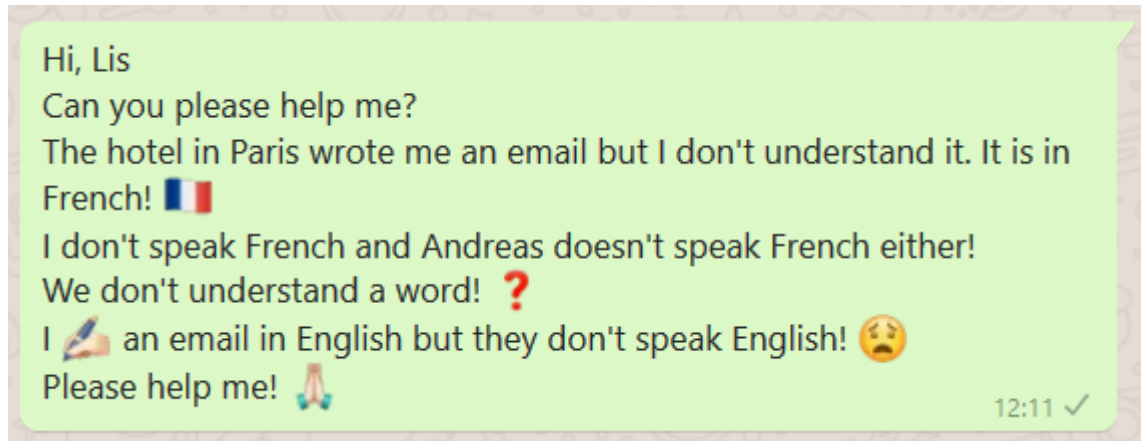 Hi, Lis
Can you please help me?
The hotel in Paris wrote me an email but I don't understand it. It is in
French! 🇫🇷
I don't speak French and Andreas doesn't speak French either!
We don't understand a word! ❓
I ✍🏻 an email in English but they don't speak English! 😧
Please help me! 🙏🏻
12:11 ✓